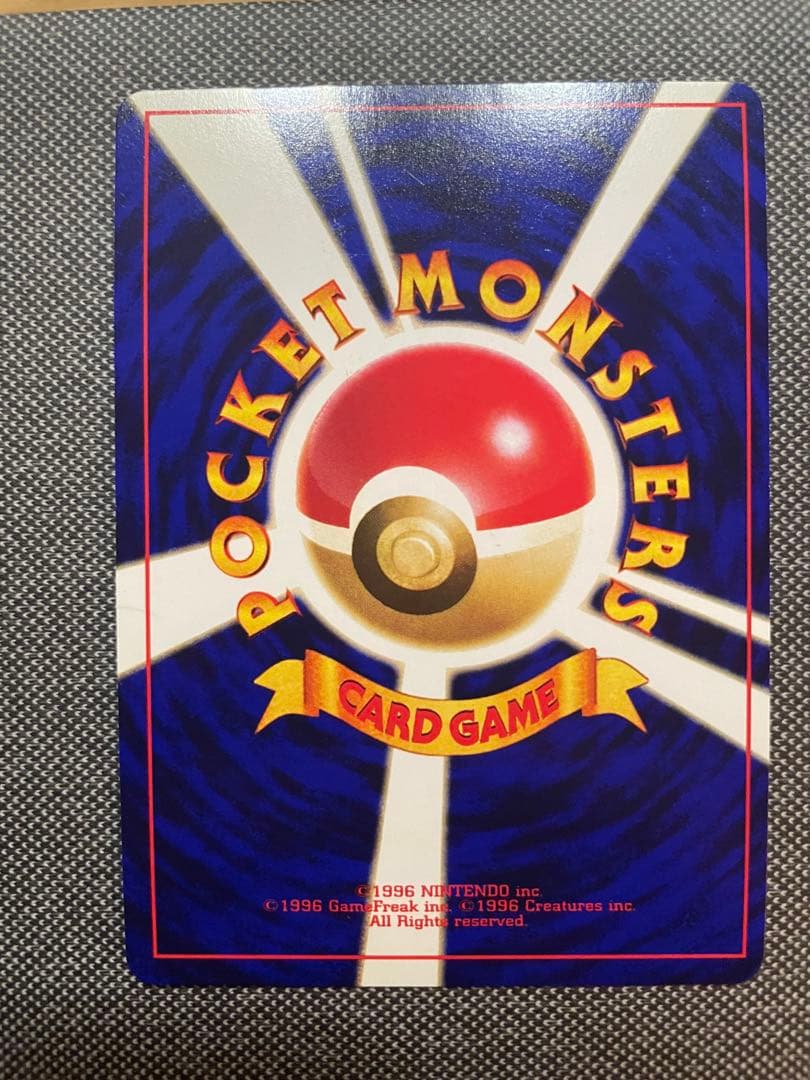 POCKET MONSTERS
CARD GAME
©1996 NINTENDO inc.
©1996 GameFreak inc. ©1996 Creatures inc.
All Rights reserved.